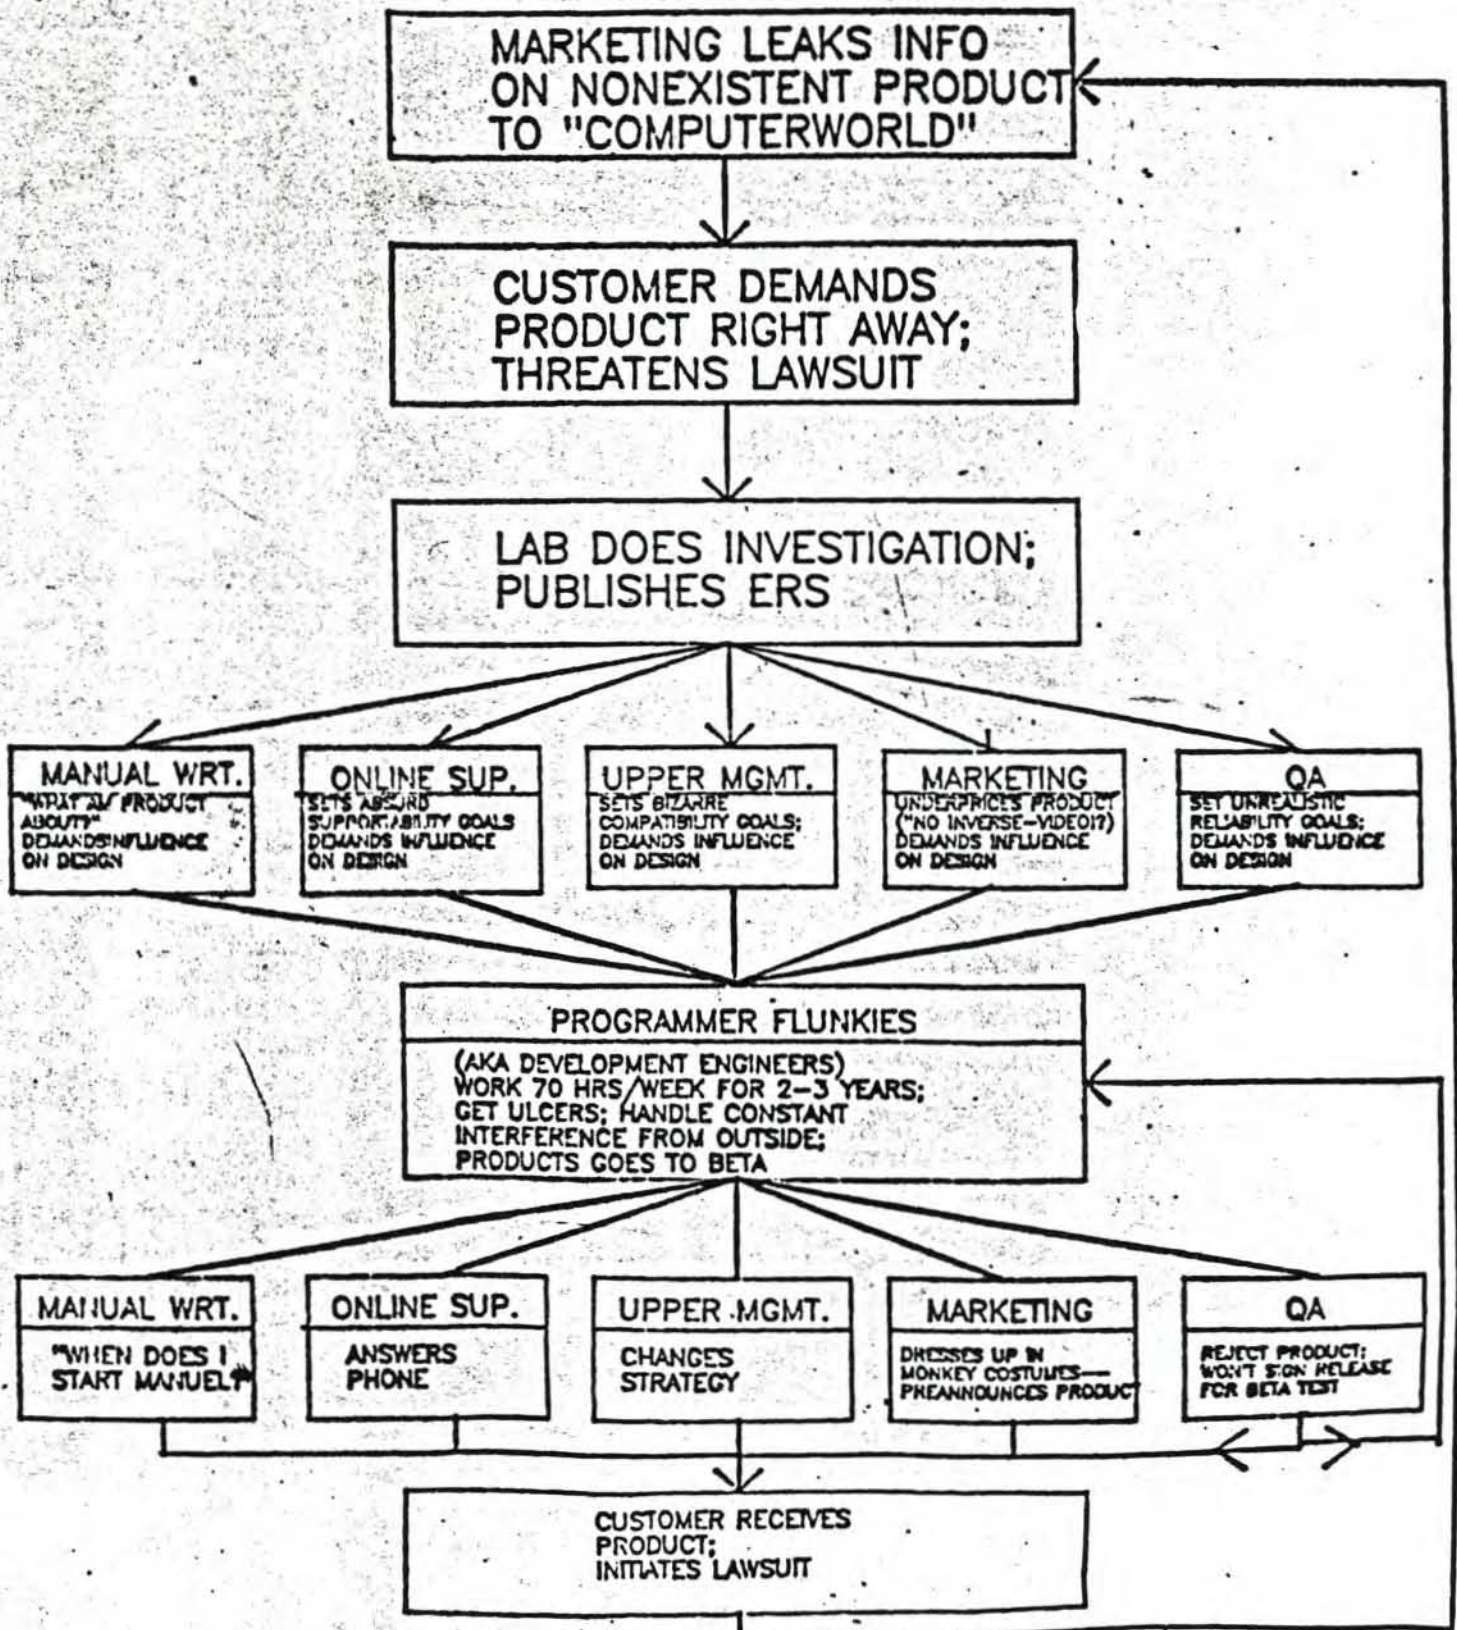 MARKETING LEAKS INFO
ON NONEXISTENT PRODUCT
TO "COMPUTERWORLD"
CUSTOMER DEMANDS
PRODUCT RIGHT AWAY;
THREATENS LAWSUIT
LAB DOES INVESTIGATION;
PUBLISHES ERS
MANUAL WRT.
PRODUCT
ABOUT?"
DEMANDS INFLUENCE
ON DESIGN
ONLINE SUP.
SETS ABSURD
SUPPORTABILITY GOALS
DEMANDS INFLUENCE
ON DESIGN
UPPER MGMT.
SETS BIZARRE
COMPATIBILITY GOALS;
DEMANDS INFLUENCE
ON DESIGN
MARKETING
UNDERPRICES PRODUCT
("NO INVERSE-VIDEO!?)
DEMANDS INFLUENCE
ON DESIGN
QA
SET UNREALISTIC
RELIABILITY GOALS;
DEMANDS INFLUENCE
ON DESIGN
PROGRAMMER FLUNKIES
(AKA DEVELOPMENT ENGINEERS)
WORK 70 HRS/WEEK FOR 2-3 YEARS;
GET ULCERS; HANDLE CONSTANT
INTERFERENCE FROM OUTSIDE;
PRODUCTS GOES TO BETA
MANUAL WRT.
"WHEN DOES I
START MANUEL?"
ONLINE SUP.
ANSWERS
PHONE
UPPER MGMT.
CHANGES
STRATEGY
MARKETING
DRESSES UP IN
MONKEY COSTUMES—
PREANNOUNCES PRODUCT
QA
REJECT PRODUCT;
WON'T SIGN RELEASE
FOR BETA TEST
CUSTOMER RECEIVES
PRODUCT;
INITIATES LAWSUIT